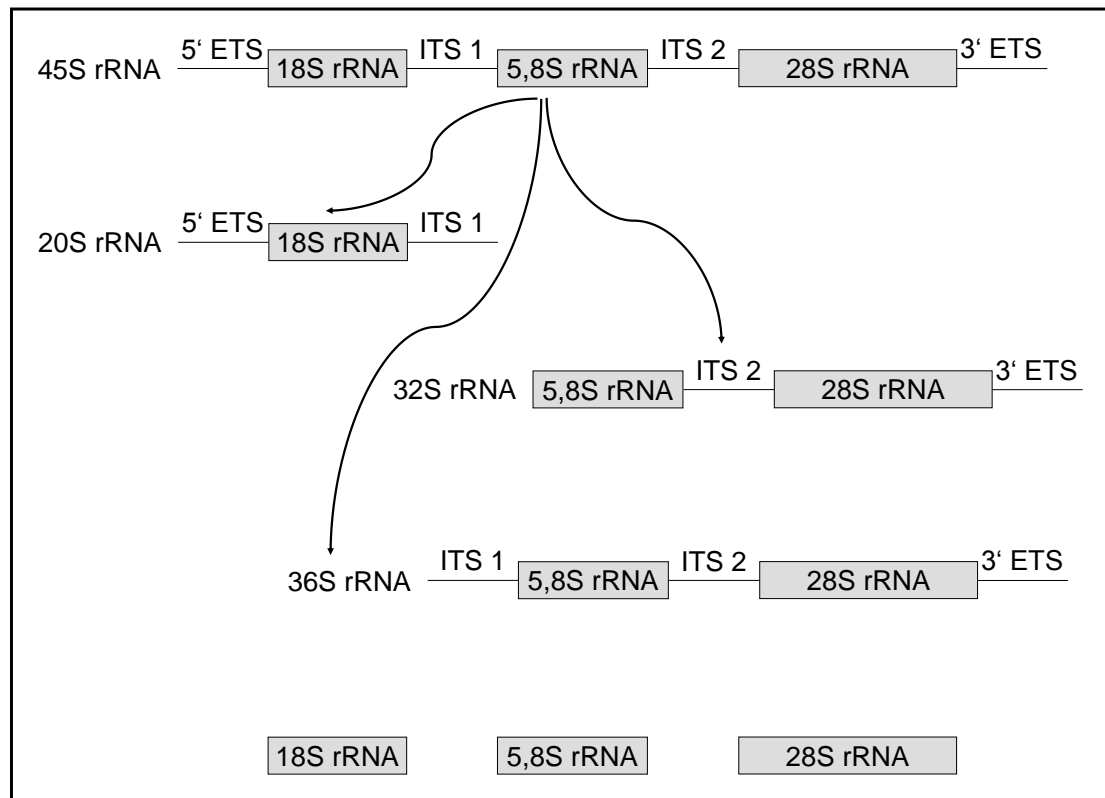 45S rRNA 5‘ ETS 18S rRNA ITS 1 5,8S rRNA ITS 2 28S rRNA 3‘ ETS
20S rRNA 5‘ ETS 18S rRNA ITS 1
32S rRNA 5,8S rRNA ITS 2 28S rRNA 3‘ ETS
36S rRNA ITS 1 5,8S rRNA ITS 2 28S rRNA 3‘ ETS
18S rRNA 5,8S rRNA 28S rRNA